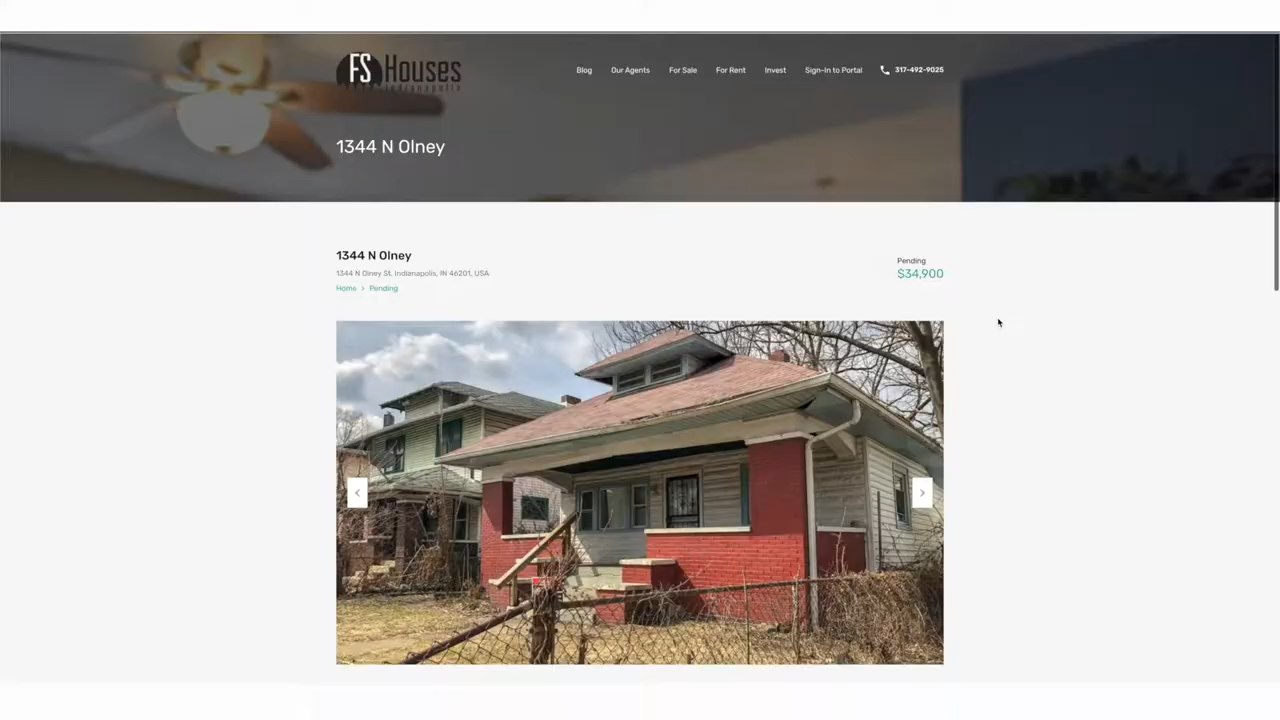 FS Houses
Indianapolis
Blog
Our Agents
For Sale
For Rent
Invest
Sign-In to Portal
317-492-9025
1344 N Olney
1344 N Olney
1344 N Olney St, Indianapolis, IN 46201, USA
Home > Pending
Pending
$34,900